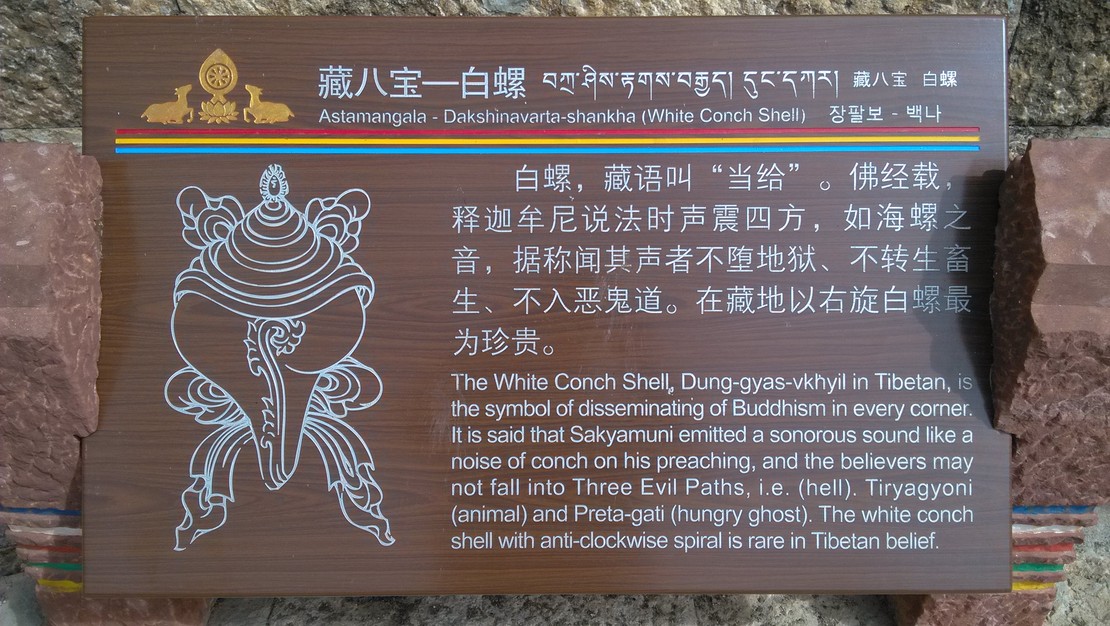 藏八宝—白螺 བཀྲ་ཤིས་རྟགས་བརྒྱད། དུང་དཀར། 藏八宝 白螺
Astamangala - Dakshinavarta-shankha (White Conch Shell) 장팔보 - 백나
白螺，藏语叫“当给”。佛经载，
释迦牟尼说法时声震四方，如海螺之
音，据称闻其声者不堕地狱、不转生畜
生、不入恶鬼道。在藏地以右旋白螺最
为珍贵。
The White Conch Shell, Dung-gyas-vkhyil in Tibetan, is
the symbol of disseminating of Buddhism in every corner.
It is said that Sakyamuni emitted a sonorous sound like a
noise of conch on his preaching, and the believers may
not fall into Three Evil Paths, i.e. (hell). Tiryagyoni
(animal) and Preta-gati (hungry ghost). The white conch
shell with anti-clockwise spiral is rare in Tibetan belief.